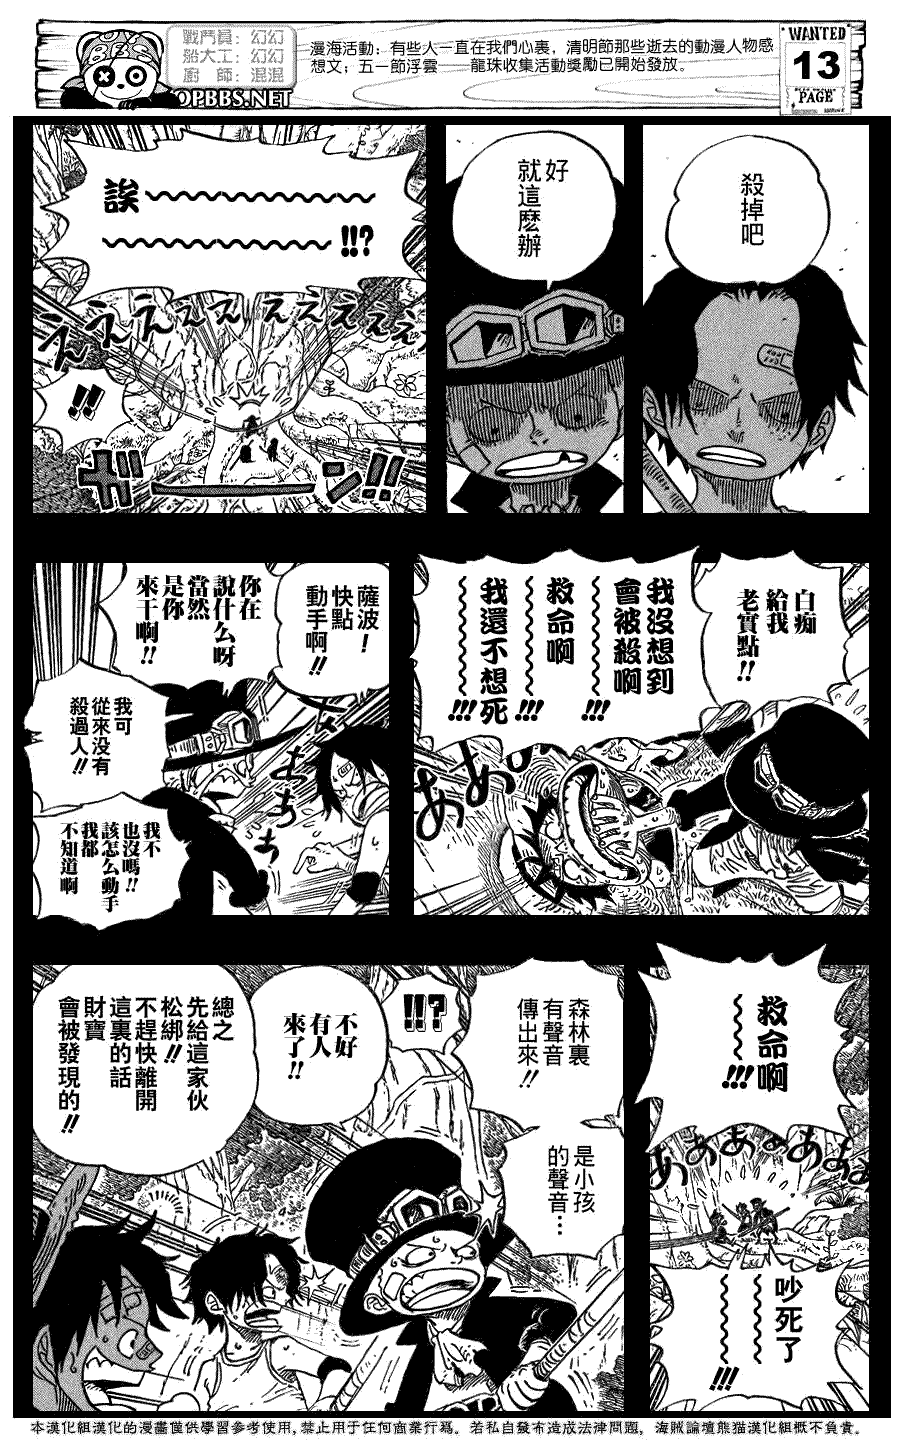 戰鬥員：幻幻
船大工：幻幻
廚　師：混混
OPBBS.NET
漫海活動：有些人一直在我們心裏，清明節那些逝去的動漫人物感
想文；五一節浮雲——龍珠收集活動獎勵已開始發放。
WANTED
13
PAGE
殺掉吧
好
就這麽辦
誒～～～～
～～～～!!?
えええええええええ
!!
ガ
ーン!!
白痴
給我
老實點!!
我沒想到
會被殺啊
～～～!!!
救命啊
～～～!!!
我還不想死
～～～!!!
ああ
あ
薩波！
快點
動手啊!!
你在
說什么呀
當然
是你
來干啊!!
我可
從來没有
殺過人!!
我不
也沒嗎!!
該怎么動手
我都
不知道啊
救命啊
～～!!!
あああああ
吵死了
～～
～～!!!
森林裏
有聲音
傳出來!!
是小孩
的聲音…
!!?
不好
有人
來了!!
總之
先給這家伙
松綁!!
不趕快離開
這裏的話
財寶
會被發現的!!
本漢化組漢化的漫畫僅供學習參考使用,禁止用于任何商業行爲。若私自發布造成法律問題，海賊論壇熊猫漢化組概不負責。